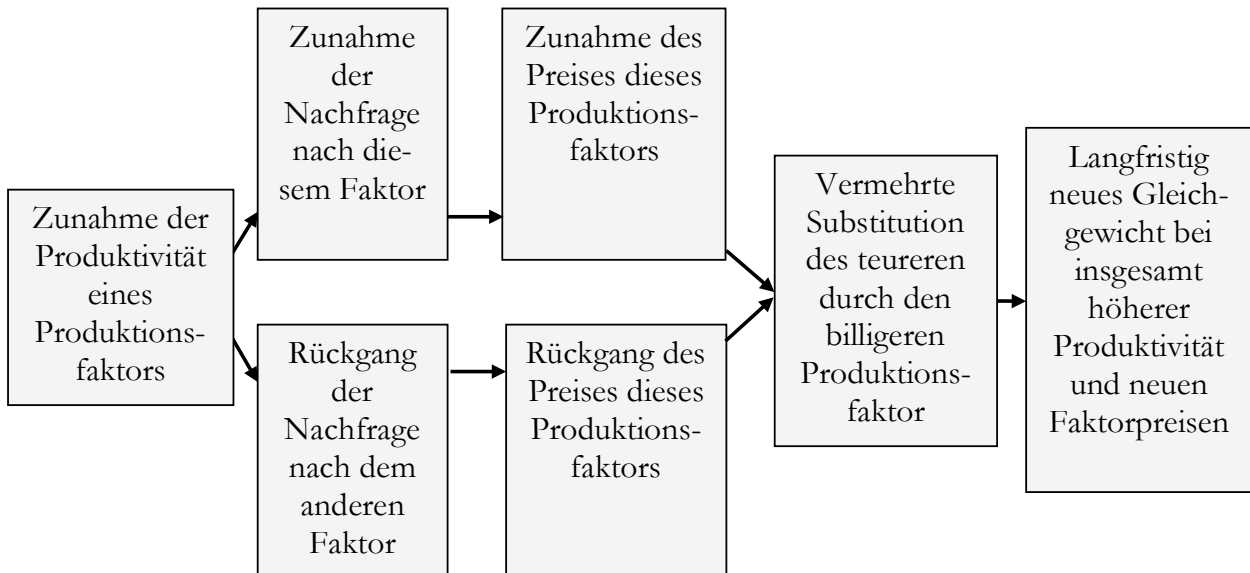 Zunahme der
Produktivität
eines
Produktions-
faktors
Zunahme
der
Nachfrage
nach die-
sem Faktor
Zunahme des
Preises dieses
Produktions-
faktors
Rückgang
der
Nachfrage
nach dem
anderen
Faktor
Rückgang des
Preises dieses
Produktions-
faktors
Vermehrte
Substitution
des teureren
durch den
billigeren
Produktions-
faktor
Langfristig
neues Gleich-
gewicht bei
insgesamt
höherer
Produktivität
und neuen
Faktorpreisen